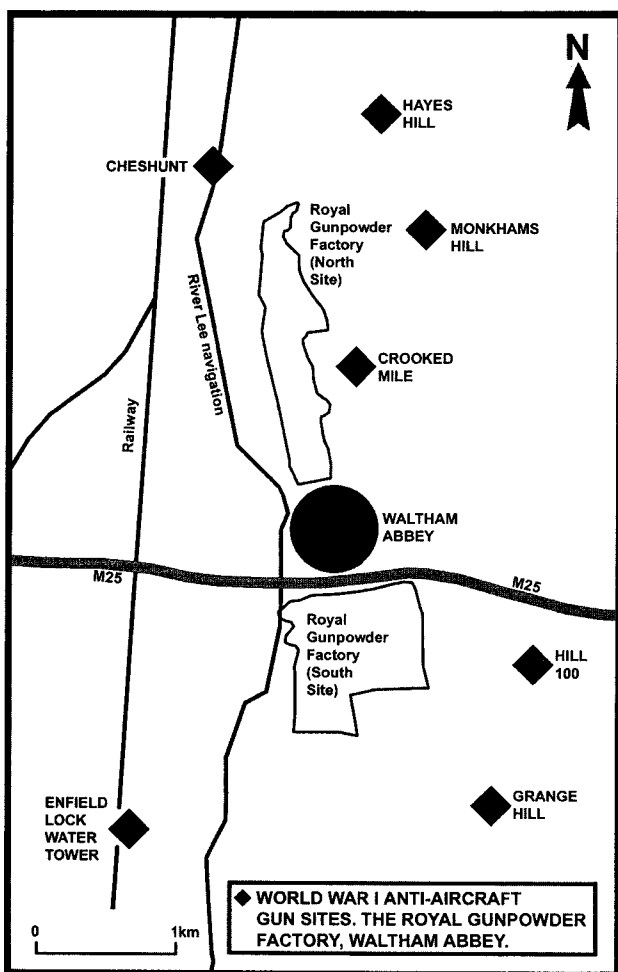 N
HAYES
HILL
CHESHUNT
Royal
Gunpowder
Factory
(North
Site)
MONKHAMS
HILL
River Lee navigation
CROOKED
MILE
Railway
WALTHAM
ABBEY
M25
M25
Royal
Gunpowder
Factory
(South
Site)
HILL
100
ENFIELD
LOCK
WATER
TOWER
GRANGE
HILL
0 1km
WORLD WAR I ANTI-AIRCRAFT
GUN SITES. THE ROYAL GUNPOWDER
FACTORY, WALTHAM ABBEY.